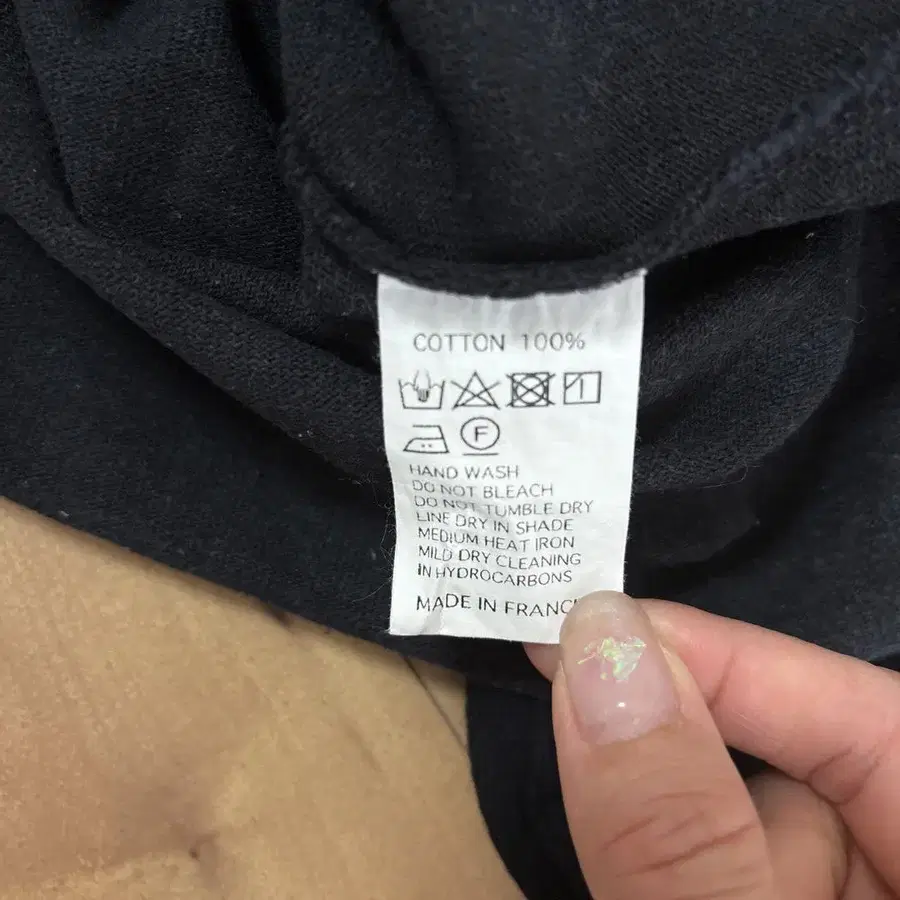 COTTON 100%
F
HAND WASH
DO NOT BLEACH
DO NOT TUMBLE DRY
LINE DRY IN SHADE
MEDIUM HEAT IRON
MILD DRY CLEANING
IN HYDROCARBONS
MADE IN FRANC